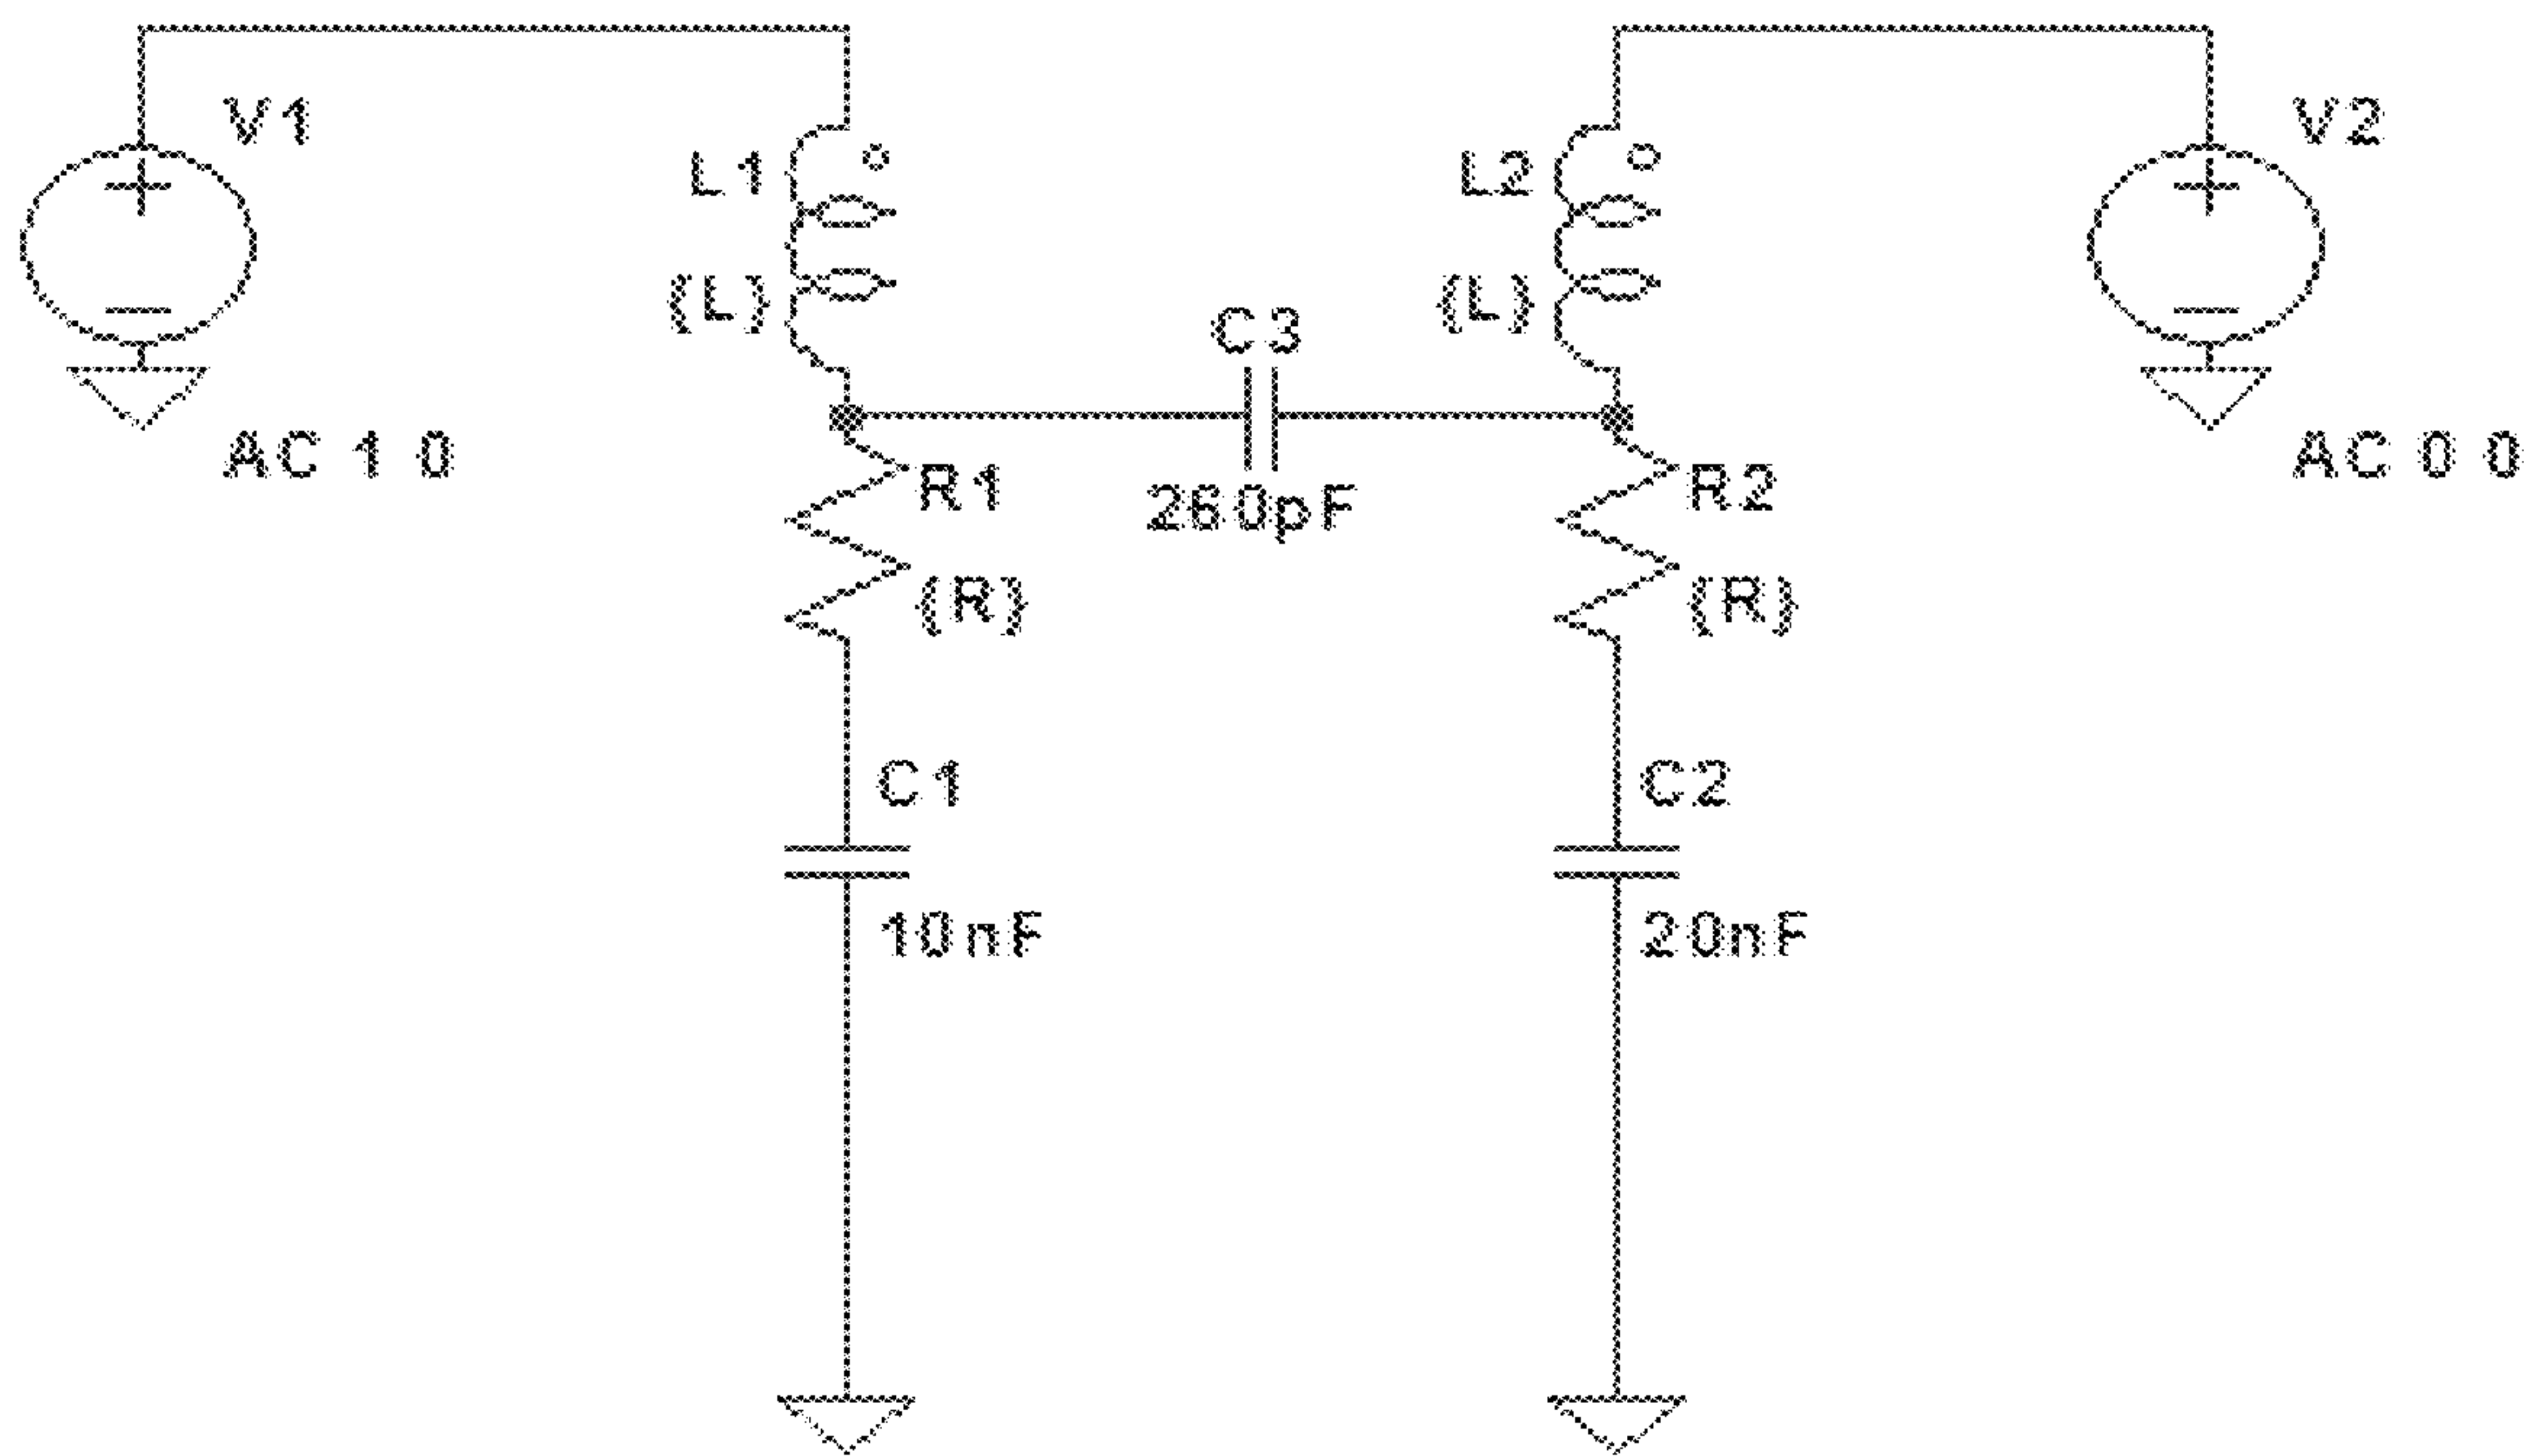 V1
V2
L1
L2
{L}
{L}
C3
AC 1 0
AC 0 0
R1
R2
260pF
{R}
{R}
C1
C2
10nF
20nF